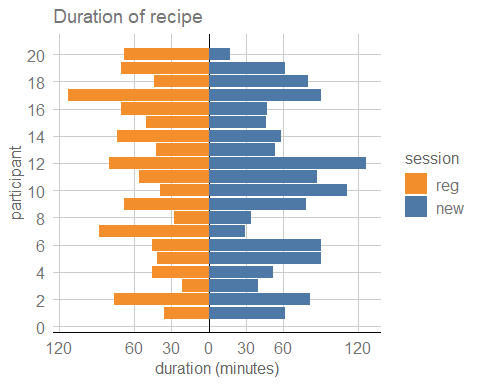 Duration of recipe
20
18
16
14
12
10
8
6
4
2
0
participant
120 60 30 0 30 60 120
duration (minutes)
session
reg
new